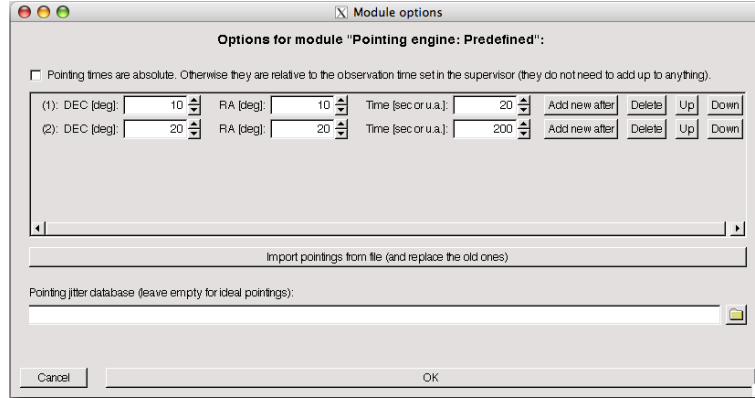 Module options
Options for module "Pointing engine: Predefined":
Pointing times are absolute. Otherwise they are relative to the observation time set in the supervisor (they do not need to add up to anything).
(1): DEC [deg]: 10 RA [deg]: 10 Time [sec or u.a.]: 20 Add new after Delete Up Down
(2): DEC [deg]: 20 RA [deg]: 20 Time [sec or u.a.]: 200 Add new after Delete Up Down
Import pointings from file (and replace the old ones)
Pointing jitter database (leave empty for ideal pointings):
Cancel OK